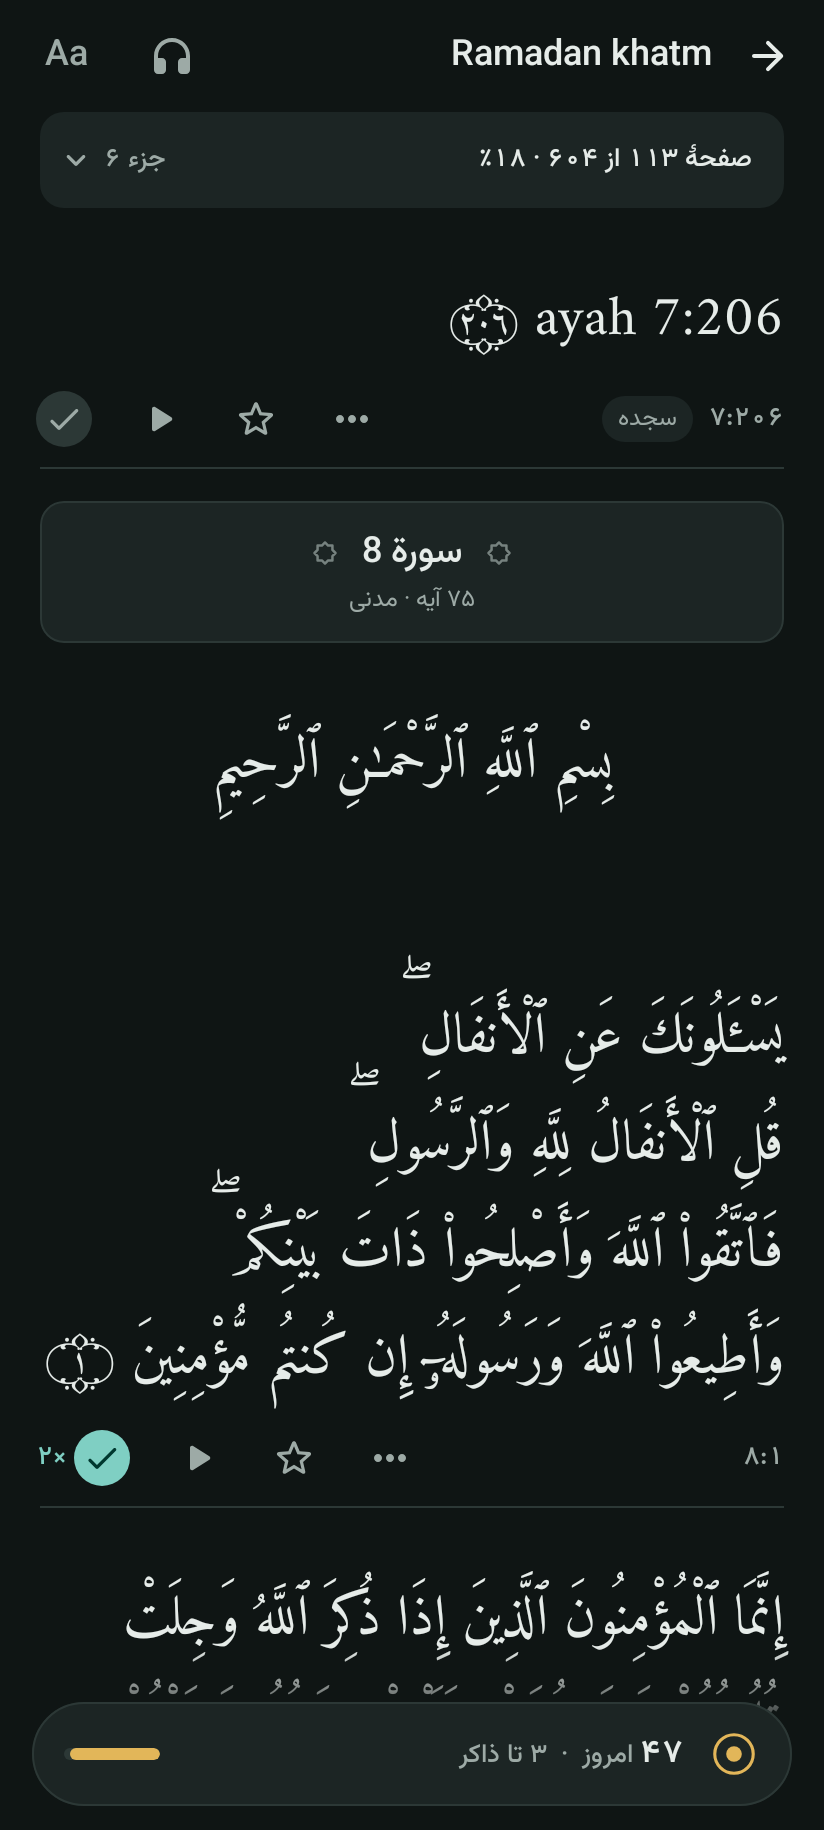 Ramadan khatm
Aa
صفحهٔ ۱۱۳ از ۶۰۴ · ۱۸٪
جزء ۶
ayah 7:206 ٢٠٦
۷:۲۰۶
سجده
سورة 8
۷۵ آیه · مدنی
بِسْمِ ٱللَّهِ ٱلرَّحْمَـٰنِ ٱلرَّحِيمِ
يَسْـَٔلُونَكَ عَنِ ٱلْأَنفَالِ ۖ
قُلِ ٱلْأَنفَالُ لِلَّهِ وَٱلرَّسُولِ ۖ
فَٱتَّقُوا۟ ٱللَّهَ وَأَصْلِحُوا۟ ذَاتَ بَيْنِكُمْ ۖ
وَأَطِيعُوا۟ ٱللَّهَ وَرَسُولَهُۥٓ إِن كُنتُم مُّؤْمِنِينَ ١
۸:۱
۲×
إِنَّمَا ٱلْمُؤْمِنُونَ ٱلَّذِينَ إِذَا ذُكِرَ ٱللَّهُ وَجِلَتْ
۴۷ امروز · ۳ تا ذاکر